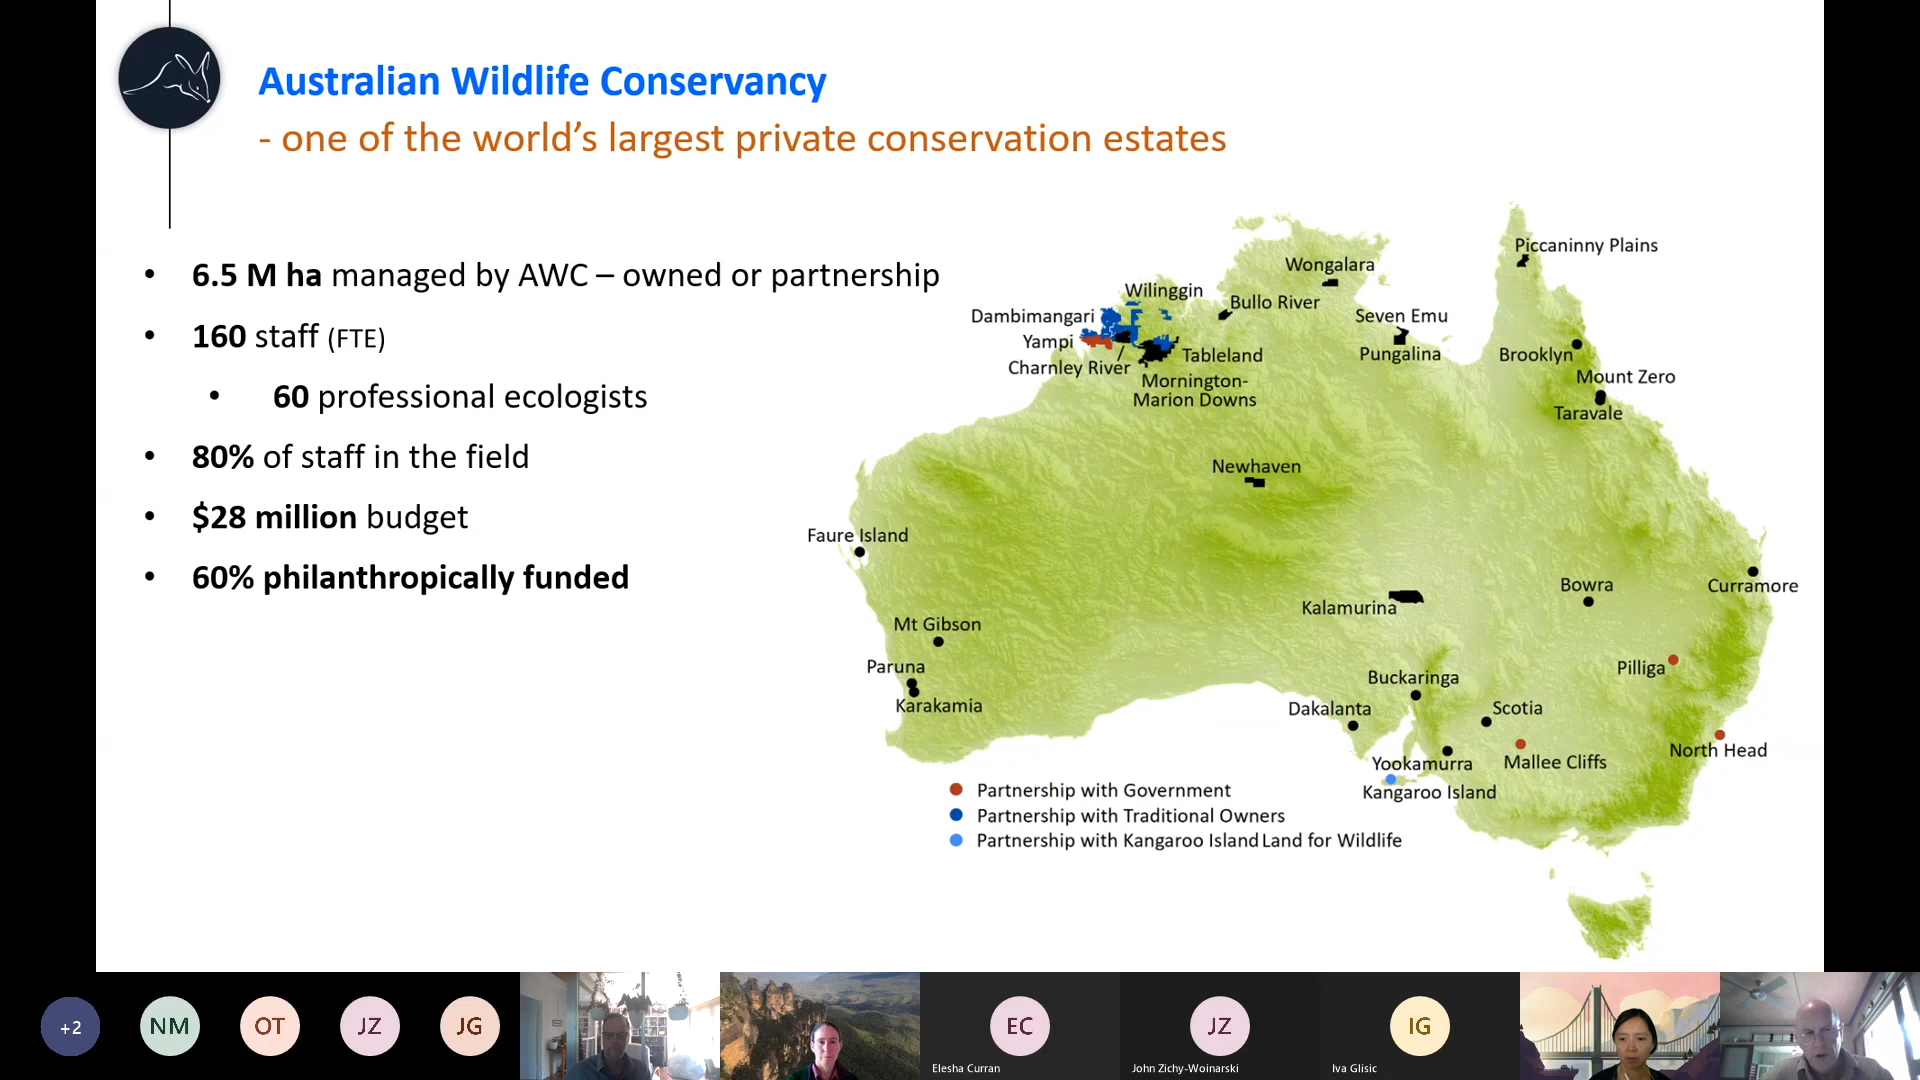 Australian Wildlife Conservancy
- one of the world’s largest private conservation estates
• 6.5 M ha managed by AWC – owned or partnership
• 160 staff (FTE)
• 60 professional ecologists
• 80% of staff in the field
• $28 million budget
• 60% philanthropically funded
Piccaninny Plains
Wongalara
Wilinggin
Bullo River
Dambimangari
Seven Emu
Yampi
Tableland
Pungalina
Brooklyn
Charnley River
Mornington-
Marion Downs
Mount Zero
Taravale
Newhaven
Faure Island
Bowra
Curramore
Kalamurina
Mt Gibson
Paruna
Pilliga
Buckaringa
Karakamia
Dakalanta
Scotia
North Head
Yookamurra
Mallee Cliffs
Kangaroo Island
Partnership with Government
Partnership with Traditional Owners
Partnership with Kangaroo Island Land for Wildlife
+2
NM
OT
JZ
JG
EC
JZ
IG
Elesha Curran
John Zichy-Woinarski
Iva Glisic